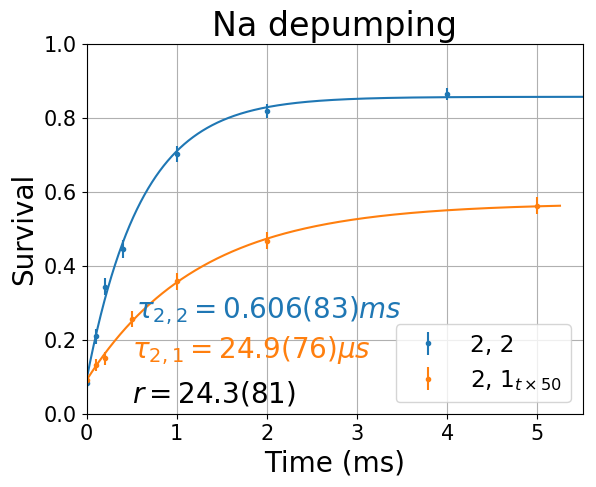 Na depumping
Survival
1.0
0.8
0.6
0.4
0.2
0.0
τ₂,₂ = 0.606(83)ms
τ₂,₁ = 24.9(76)μs
r = 24.3(81)
2, 2
2, 1ₜ×₅₀
0 1 2 3 4 5
Time (ms)